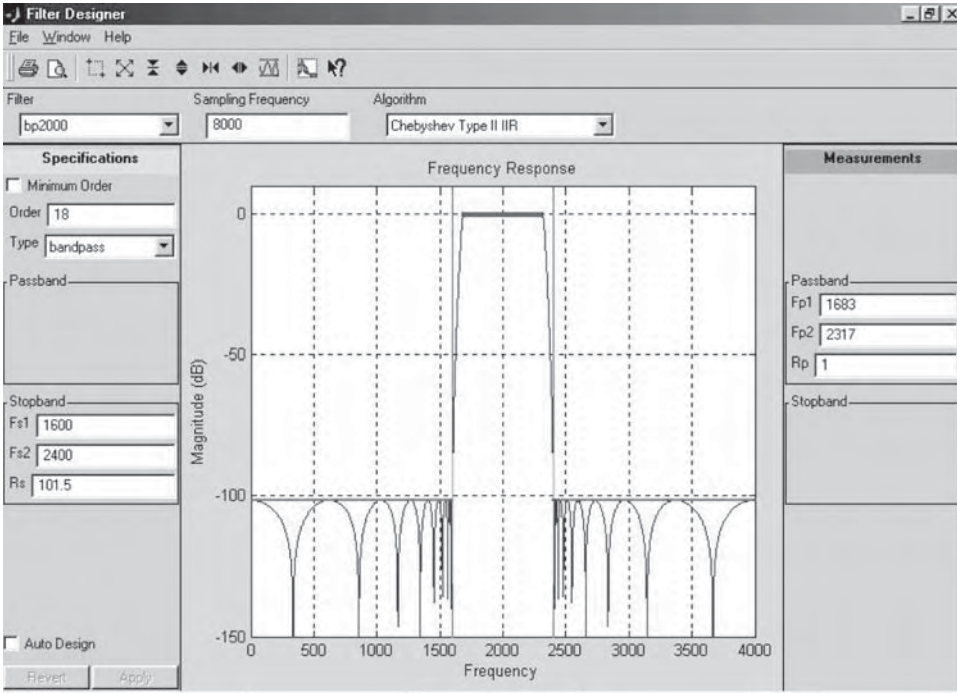 Filter Designer
File Window Help
Filter
Sampling Frequency
Algorithm
bp2000
8000
Chebyshev Type II IIR
Specifications
Minimum Order
Order 18
Type bandpass
Passband
Stopband
Fs1 1600
Fs2 2400
Rs 101.5
Auto Design
Revert Apply
Frequency Response
Magnitude (dB)
0
-50
-100
-150
0 500 1000 1500 2000 2500 3000 3500 4000
Frequency
Measurements
Passband
Fp1 1683
Fp2 2317
Rp 1
Stopband